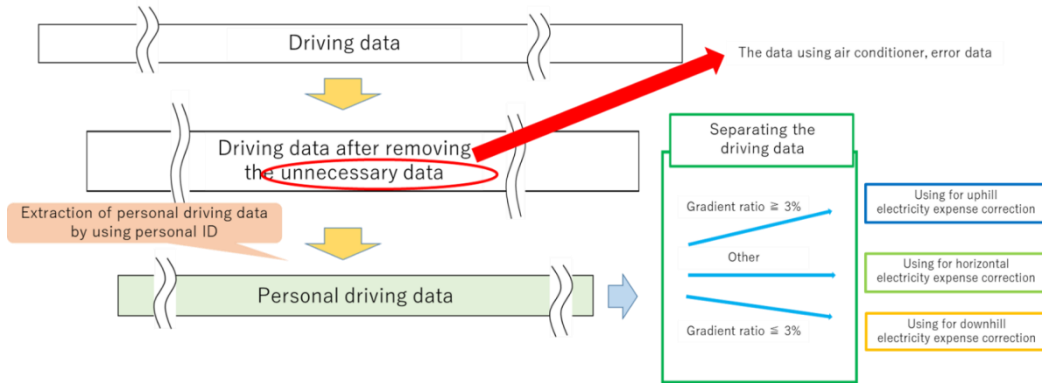 Driving data
The data using air conditioner, error data
Driving data after removing
the unnecessary data
Separating the
driving data
Extraction of personal driving data
by using personal ID
Gradient ratio ≧ 3%
Using for uphill
electricity expense correction
Other
Using for horizontal
electricity expense correction
Personal driving data
Gradient ratio ≦ 3%
Using for downhill
electricity expense correction